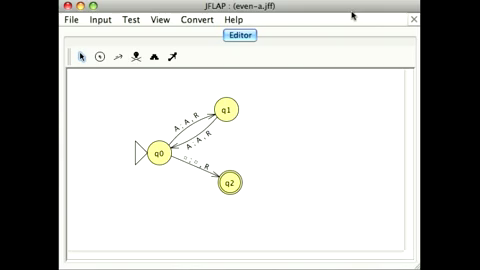 JFLAP : (even-a.jff)
File Input Test View Convert Help
Editor
A ; A , R
q1
A ; A , R
q0
□ ; □ , R
q2